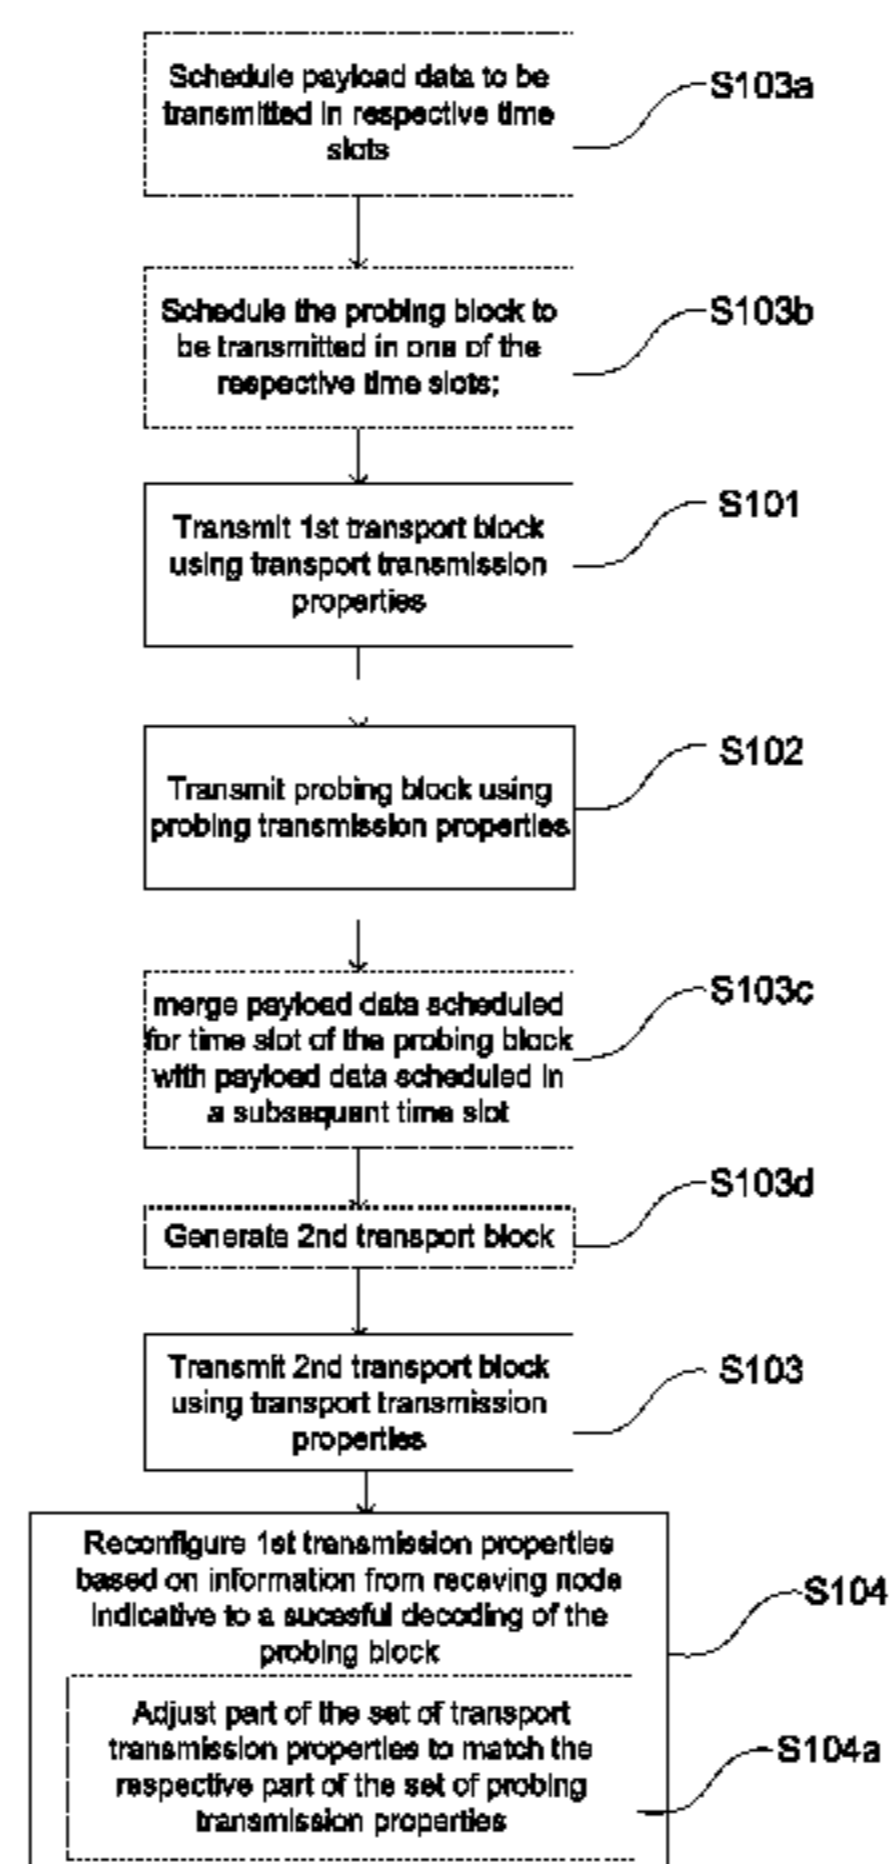 Schedule payload data to be
transmitted in respective time
slots
S103a
Schedule the probing block to
be transmitted in one of the
respective time slots;
S103b
Transmit 1st transport block
using transport transmission
properties
S101
Transmit probing block using
probing transmission properties
S102
merge payload data scheduled
for time slot of the probing block
with payload data scheduled in
a subsequent time slot
S103c
Generate 2nd transport block
S103d
Transmit 2nd transport block
using transport transmission
properties
S103
Reconfigure 1st transmission properties
based on information from receving node
indicative to a sucesful decoding of the
probing block
S104
Adjust part of the set of transport
transmission properties to match the
respective part of the set of probing
transmission properties
S104a